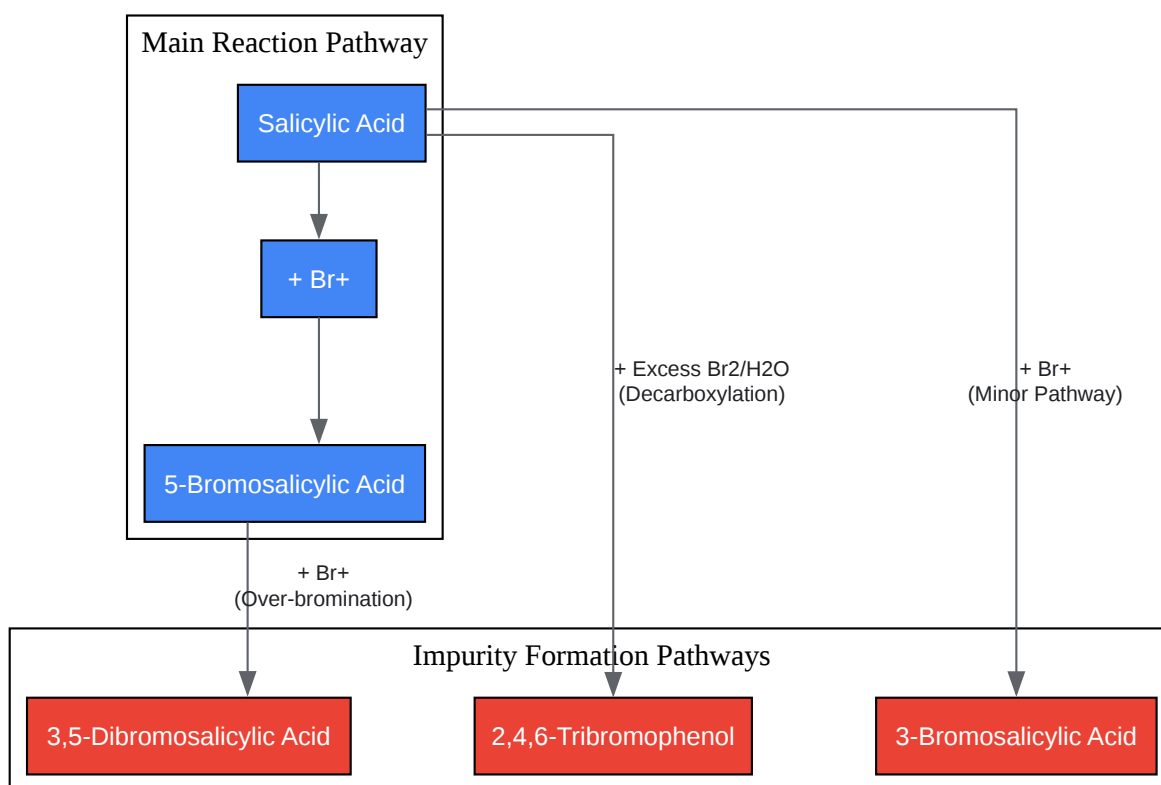 Main Reaction Pathway
Salicylic Acid
+ Br+
5-Bromosalicylic Acid
+ Excess Br2/H2O
(Decarboxylation)
+ Br+
(Minor Pathway)
+ Br+
(Over-bromination)
Impurity Formation Pathways
3,5-Dibromosalicylic Acid
2,4,6-Tribromophenol
3-Bromosalicylic Acid